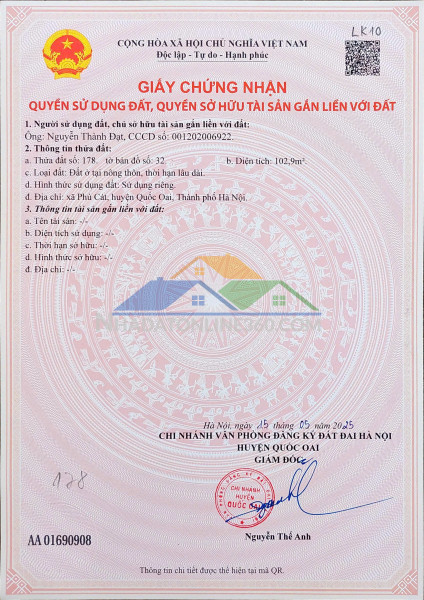 CỘNG HÒA XÃ HỘI CHỦ NGHĨA VIỆT NAM
Độc lập - Tự do - Hạnh phúc
LK10
GIẤY CHỨNG NHẬN
QUYỀN SỬ DỤNG ĐẤT, QUYỀN SỞ HỮU TÀI SẢN GẮN LIỀN VỚI ĐẤT
1. Người sử dụng đất, chủ sở hữu tài sản gắn liền với đất:
Ông: Nguyễn Thành Đạt, CCCD số: 001202006922.
2. Thông tin thửa đất:
a. Thửa đất số: 178. tờ bản đồ số: 32. b. Diện tích: 102,9m².
c. Loại đất: Đất ở tại nông thôn, thời hạn lâu dài.
d. Hình thức sử dụng đất: Sử dụng riêng.
đ. Địa chỉ: xã Phú Cát, huyện Quốc Oai, Thành phố Hà Nội.
3. Thông tin tài sản gắn liền với đất:
a. Tên tài sản: -/-
b. Diện tích sử dụng: -/-
c. Thời hạn sở hữu: -/-
d. Hình thức sở hữu: -/-
đ. Địa chỉ: -/-
NHADATONLINE360.COM
Hà Nội, ngày 15 tháng 05 năm 2025
CHI NHÁNH VĂN PHÒNG ĐĂNG KÝ ĐẤT ĐAI HÀ NỘI
HUYỆN QUỐC OAI
GIÁM ĐỐC
178
CHI NHÁNH
HUYỆN
QUỐC OAI
AA 01690908
Nguyễn Thế Anh
Thông tin chi tiết được thể hiện tại mã QR.